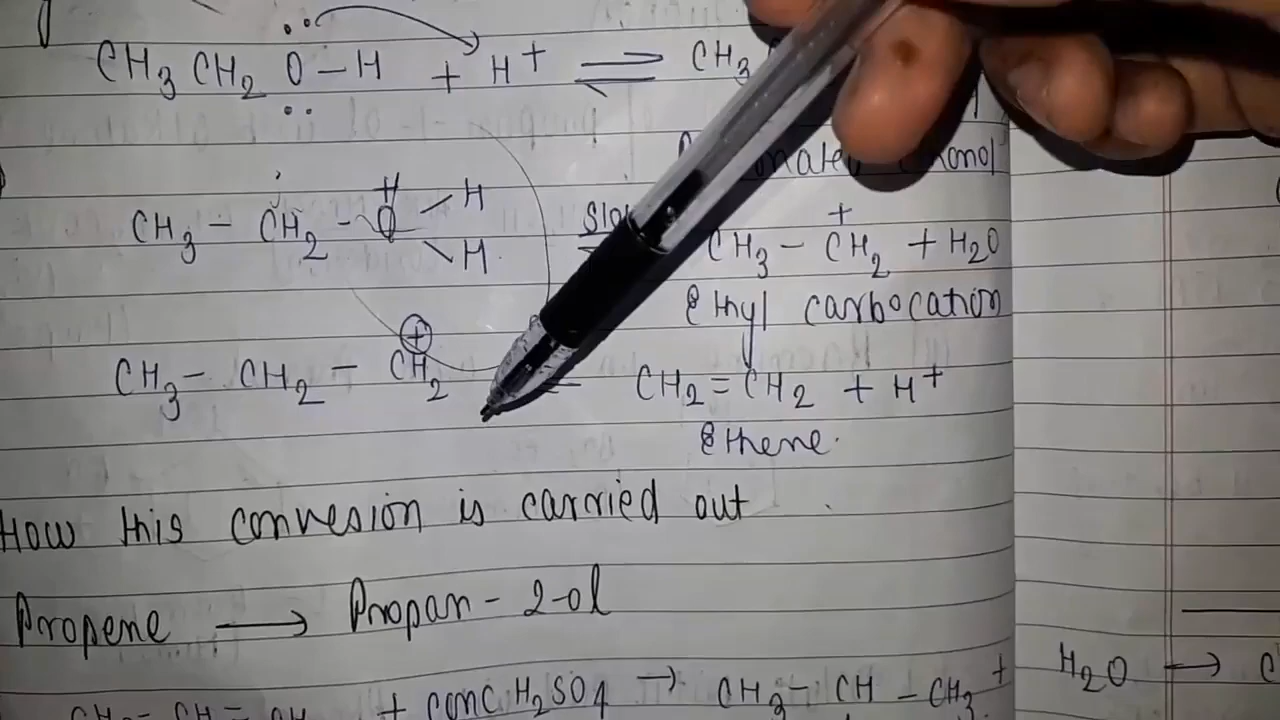 CH3 CH2 O – H + H+ ⇌ CH3
CH3 – CH2 – O+ H H CH3 – CH2+ + H2O
Ethyl carbocation
CH3 – CH2 – CH2 ⊕ CH2 = CH2 + H+
Ethene.
How this convesion is carried out
Propene → Propan – 2-ol
+ conc H2SO4 → CH3 – CH – CH3 +
H2O → C